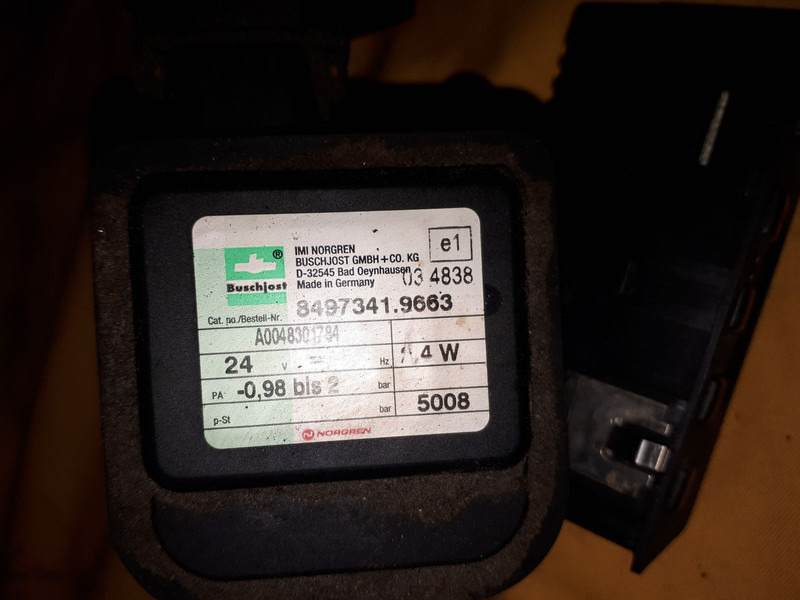 IMI NORGREN
BUSCHJOST GMBH+CO. KG
D-32545 Bad Oeynhausen
Made in Germany
e1
03 4838
®
Buschjost
Cat. no./Bestell-Nr. 8497341.9663
A0048301784
24 V Hz 4 W
PA -0,98 bis 2 bar
p-St bar 5008
NORGREN